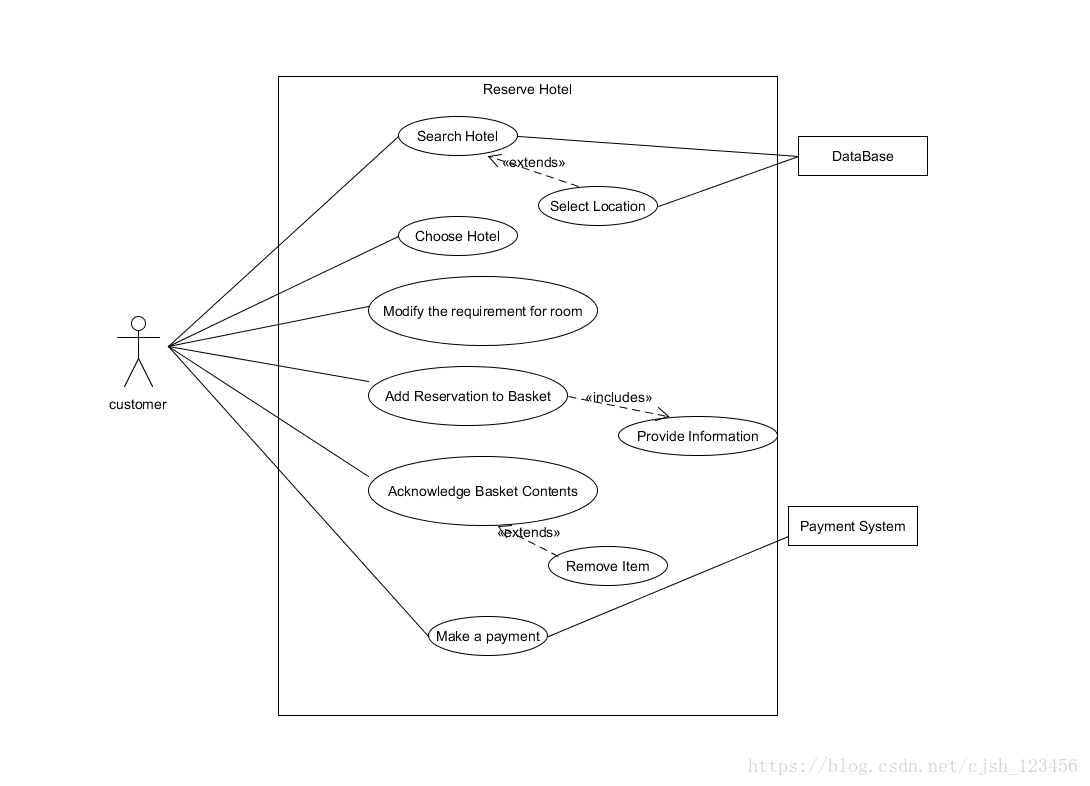 Reserve Hotel
Search Hotel
DataBase
«extends»
Select Location
Choose Hotel
Modify the requirement for room
customer
Add Reservation to Basket
«includes»
Provide Information
Acknowledge Basket Contents
Payment System
«extends»
Remove Item
Make a payment
https://blog.csdn.net/cjsh_123456